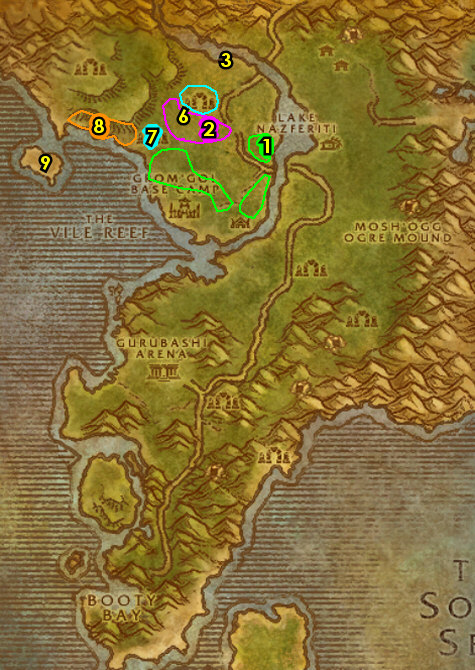 3
6
2
LAKE
NAZFERITI
1
8
7
9
GROM'GOL
BASE CAMP
THE
VILE REEF
MOSH'OGG
OGRE MOUND
GURUBASHI
ARENA
BOOTY
BAY
T
SO
S